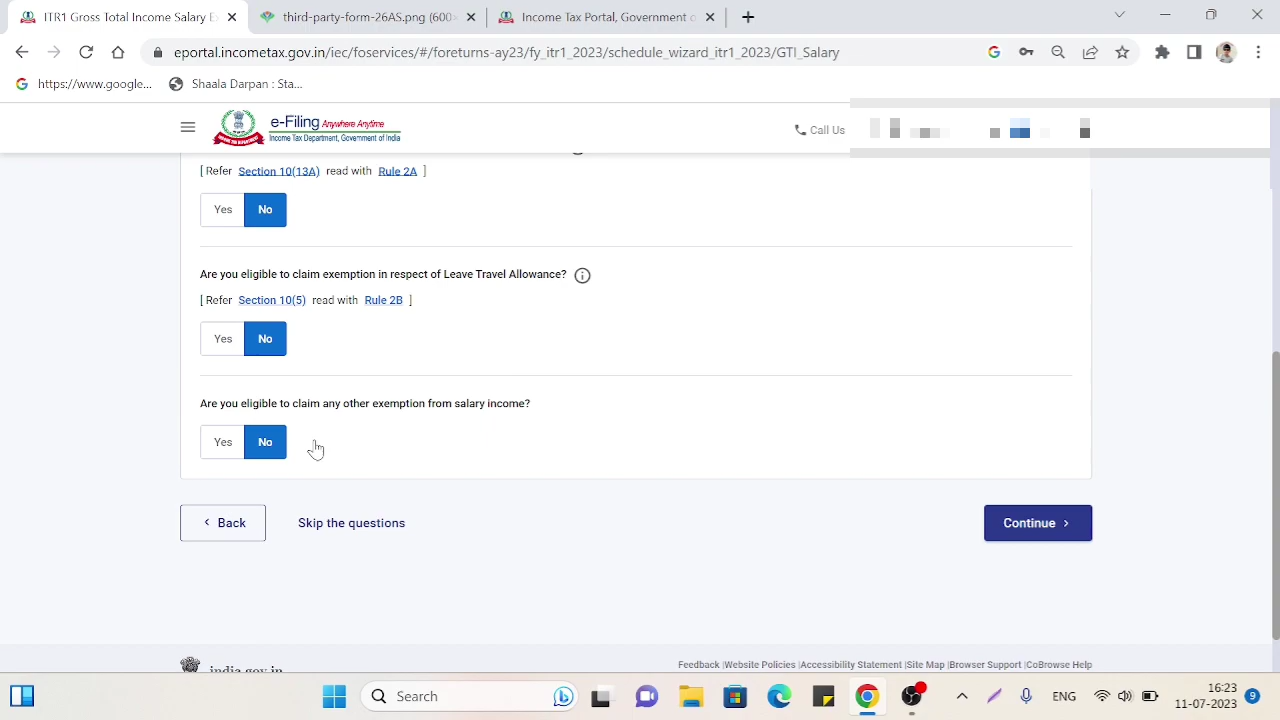 ITR1 Gross Total Income Salary E
third-party-form-26AS.png (600×
Income Tax Portal, Government o
eportal.incometax.gov.in/iec/foservices/#/foreturns-ay23/fy_itr1_2023/schedule_wizard_itr1_2023/GTI_Salary
https://www.google...
Shaala Darpan : Sta...
e-Filing Anywhere Anytime
Income Tax Department, Government of India
Call Us
[ Refer Section 10(13A) read with Rule 2A ]
Yes No
Are you eligible to claim exemption in respect of Leave Travel Allowance?
[ Refer Section 10(5) read with Rule 2B ]
Yes No
Are you eligible to claim any other exemption from salary income?
Yes No
Back
Skip the questions
Continue
india.gov.in
Feedback |Website Policies |Accessibility Statement |Site Map |Browser Support |CoBrowse Help
Search
ENG
16:23
11-07-2023
9